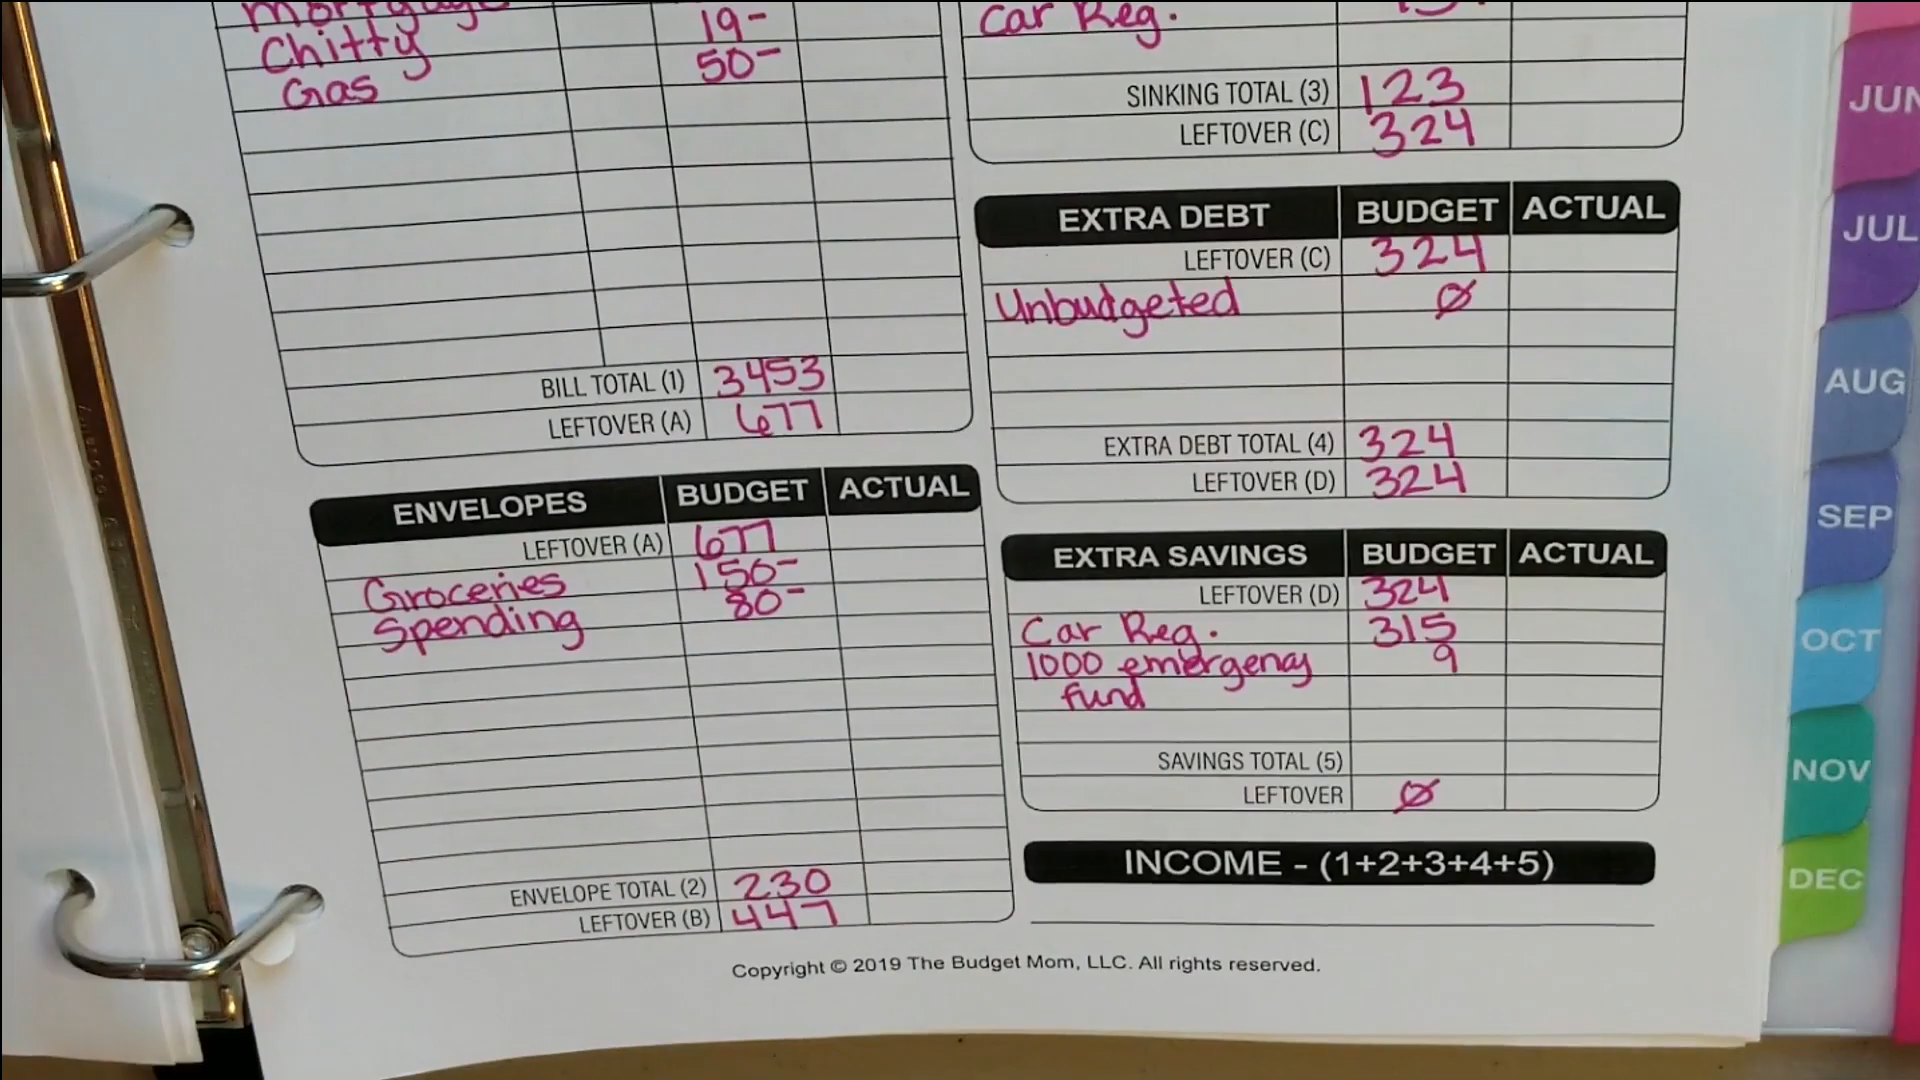 Mortgage
Chitty 19-
Gas 50-
BILL TOTAL (1) 3453
LEFTOVER (A) 677
ENVELOPES BUDGET ACTUAL
LEFTOVER (A) 677
Groceries 150-
Spending 80-
ENVELOPE TOTAL (2) 230
LEFTOVER (B) 447
Car Reg.
SINKING TOTAL (3) 123
LEFTOVER (C) 324
EXTRA DEBT BUDGET ACTUAL
LEFTOVER (C) 324
Unbudgeted Ø
EXTRA DEBT TOTAL (4) 324
LEFTOVER (D) 324
EXTRA SAVINGS BUDGET ACTUAL
LEFTOVER (D) 324
Car Reg. 315
1000 emergency 9
fund
SAVINGS TOTAL (5)
LEFTOVER Ø
INCOME - (1+2+3+4+5)
Copyright © 2019 The Budget Mom, LLC. All rights reserved.
JUN
JUL
AUG
SEP
OCT
NOV
DEC